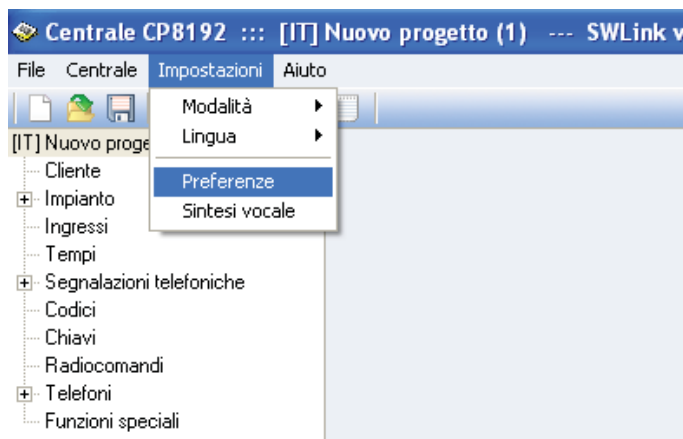 Centrale CP8192 ::: [IT] Nuovo progetto (1) --- SWLink v
File Centrale Impostazioni Aiuto
Modalità
Lingua
Preferenze
Sintesi vocale
[IT] Nuovo proge
Cliente
Impianto
Ingressi
Tempi
Segnalazioni telefoniche
Codici
Chiavi
Radiocomandi
Telefoni
Funzioni speciali